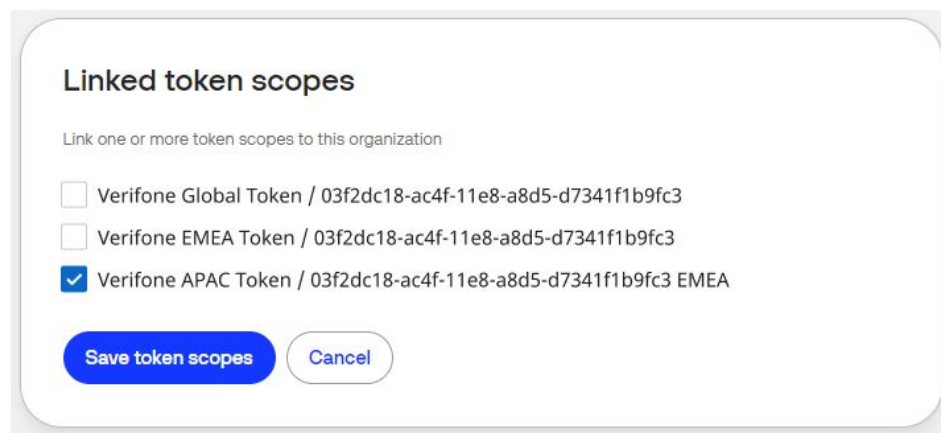 Linked token scopes
Link one or more token scopes to this organization
Verifone Global Token / 03f2dc18-ac4f-11e8-a8d5-d7341f1b9fc3
Verifone EMEA Token / 03f2dc18-ac4f-11e8-a8d5-d7341f1b9fc3
Verifone APAC Token / 03f2dc18-ac4f-11e8-a8d5-d7341f1b9fc3 EMEA
Save token scopes Cancel